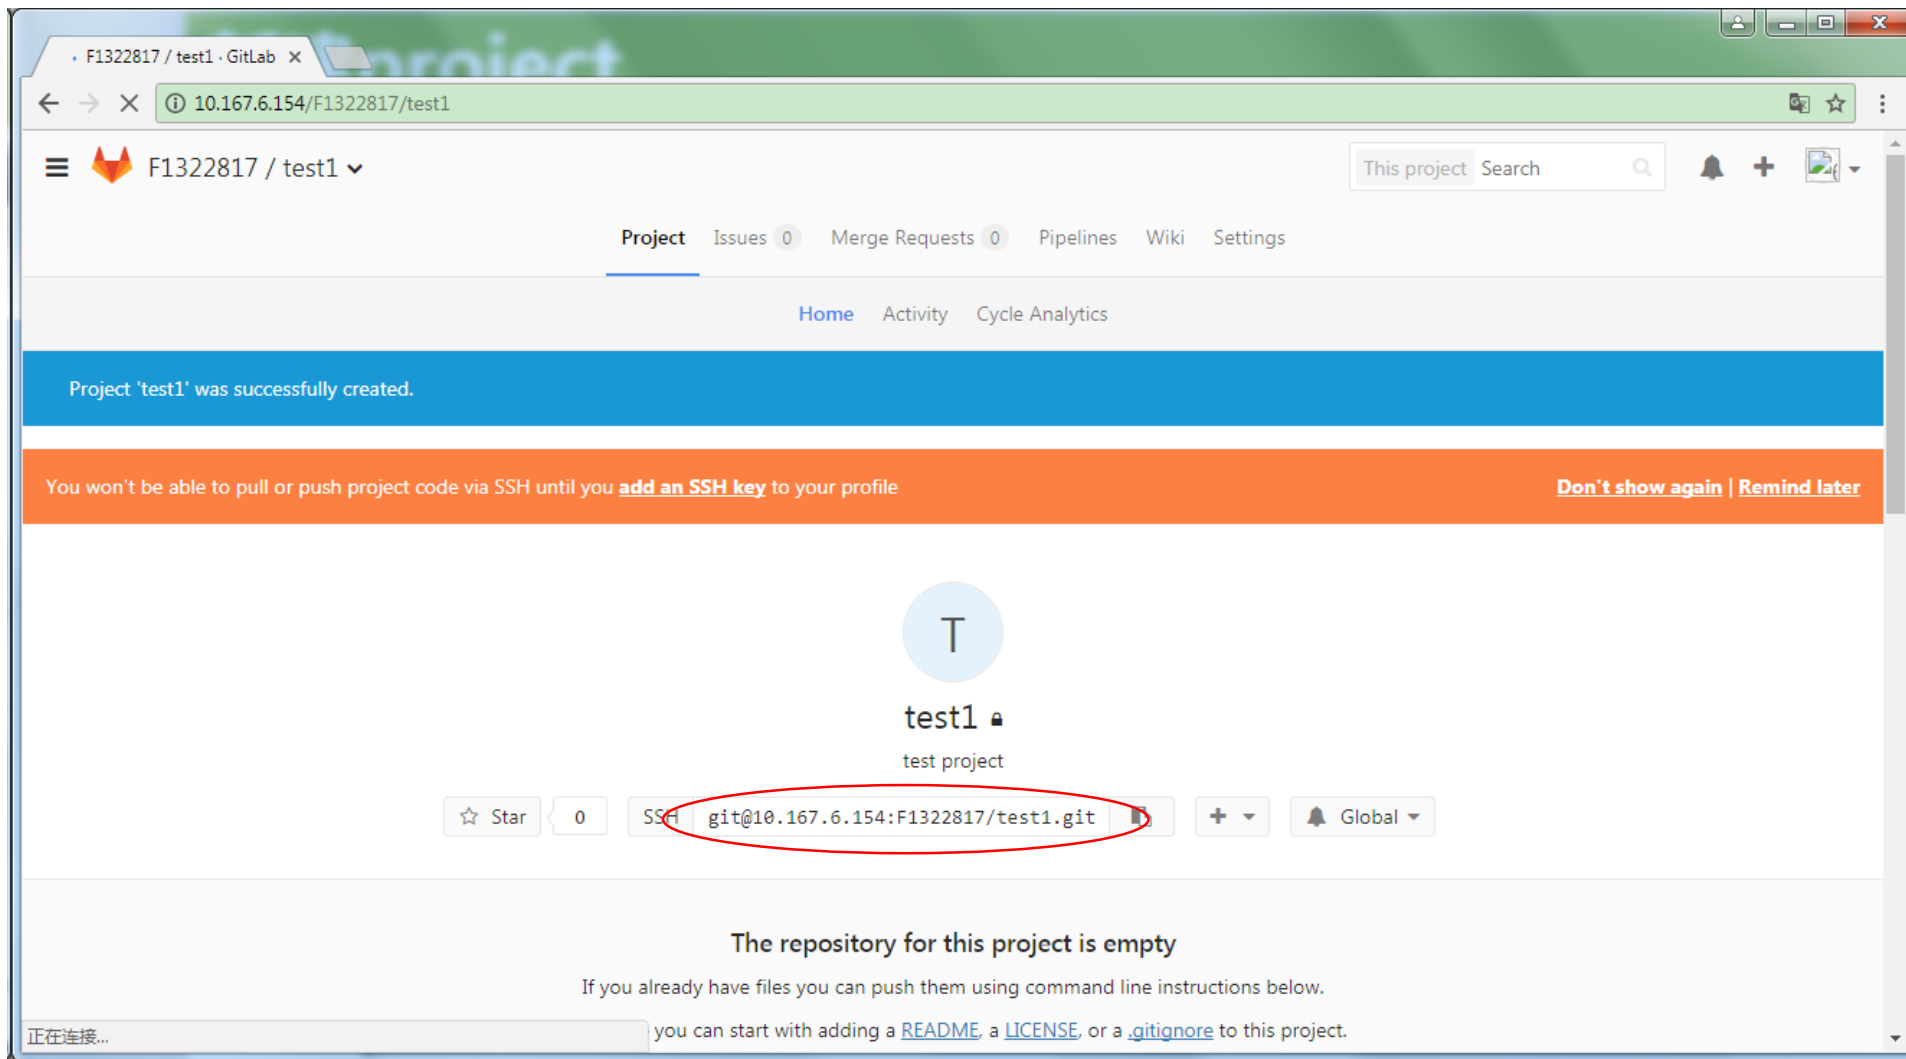 project
F1322817 / test1 · GitLab
10.167.6.154/F1322817/test1
F1322817 / test1
This project Search
Project Issues 0 Merge Requests 0 Pipelines Wiki Settings
Home Activity Cycle Analytics
Project 'test1' was successfully created.
You won't be able to pull or push project code via SSH until you add an SSH key to your profile
Don't show again | Remind later
T
test1
test project
Star 0 SSH git@10.167.6.154:F1322817/test1.git Global
The repository for this project is empty
If you already have files you can push them using command line instructions below.
you can start with adding a README, a LICENSE, or a .gitignore to this project.
正在连接...